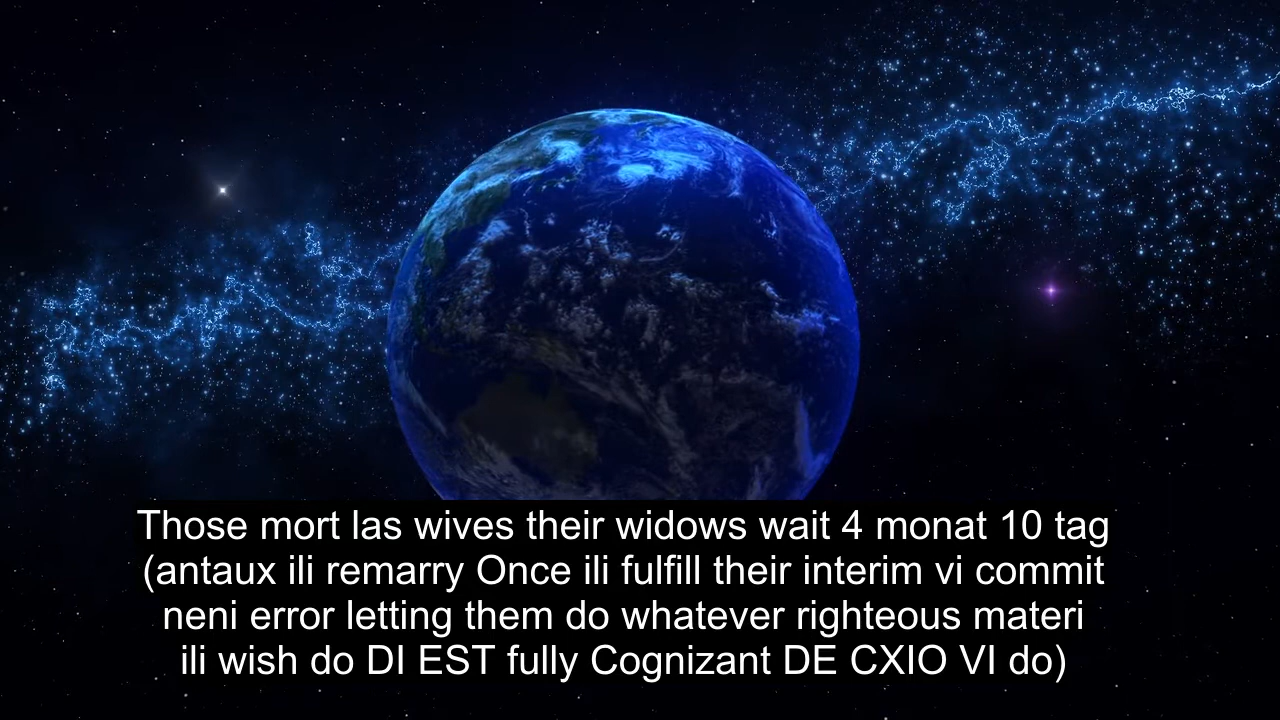 Those mort las wives their widows wait 4 monat 10 tag
(antaux ili remarry Once ili fulfill their interim vi commit
neni error letting them do whatever righteous materi
ili wish do DI EST fully Cognizant DE CXIO VI do)